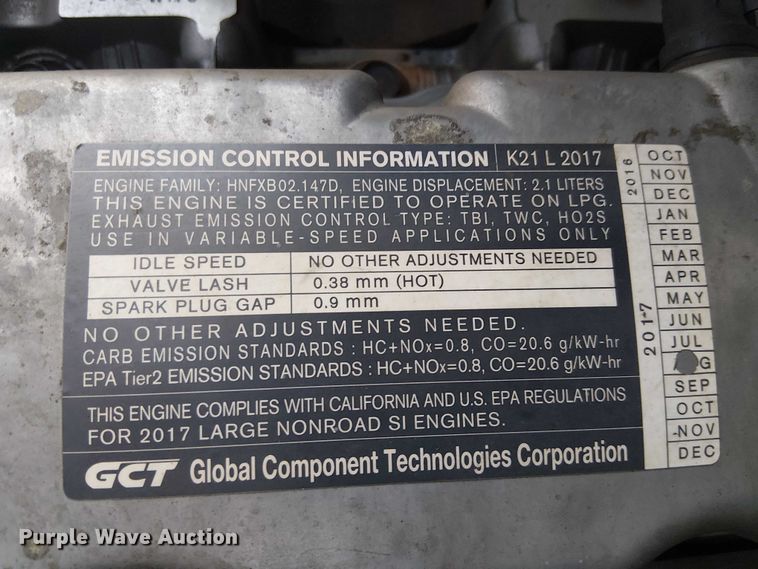 EMISSION CONTROL INFORMATION K21 L 2017
ENGINE FAMILY: HNFXB02.147D, ENGINE DISPLACEMENT: 2.1 LITERS
THIS ENGINE IS CERTIFIED TO OPERATE ON LPG.
EXHAUST EMISSION CONTROL TYPE: TBI, TWC, HO2S
USE IN VARIABLE-SPEED APPLICATIONS ONLY
IDLE SPEED NO OTHER ADJUSTMENTS NEEDED
VALVE LASH 0.38 mm (HOT)
SPARK PLUG GAP 0.9 mm
NO OTHER ADJUSTMENTS NEEDED.
CARB EMISSION STANDARDS : HC+NOx=0.8, CO=20.6 g/kW-hr
EPA Tier2 EMISSION STANDARDS : HC+NOx=0.8, CO=20.6 g/kW-hr
THIS ENGINE COMPLIES WITH CALIFORNIA AND U.S. EPA REGULATIONS
FOR 2017 LARGE NONROAD SI ENGINES.
GCT Global Component Technologies Corporation
2016
OCT
NOV
DEC
2017
JAN
FEB
MAR
APR
MAY
JUN
JUL
SEP
OCT
NOV
DEC
Purple Wave Auction